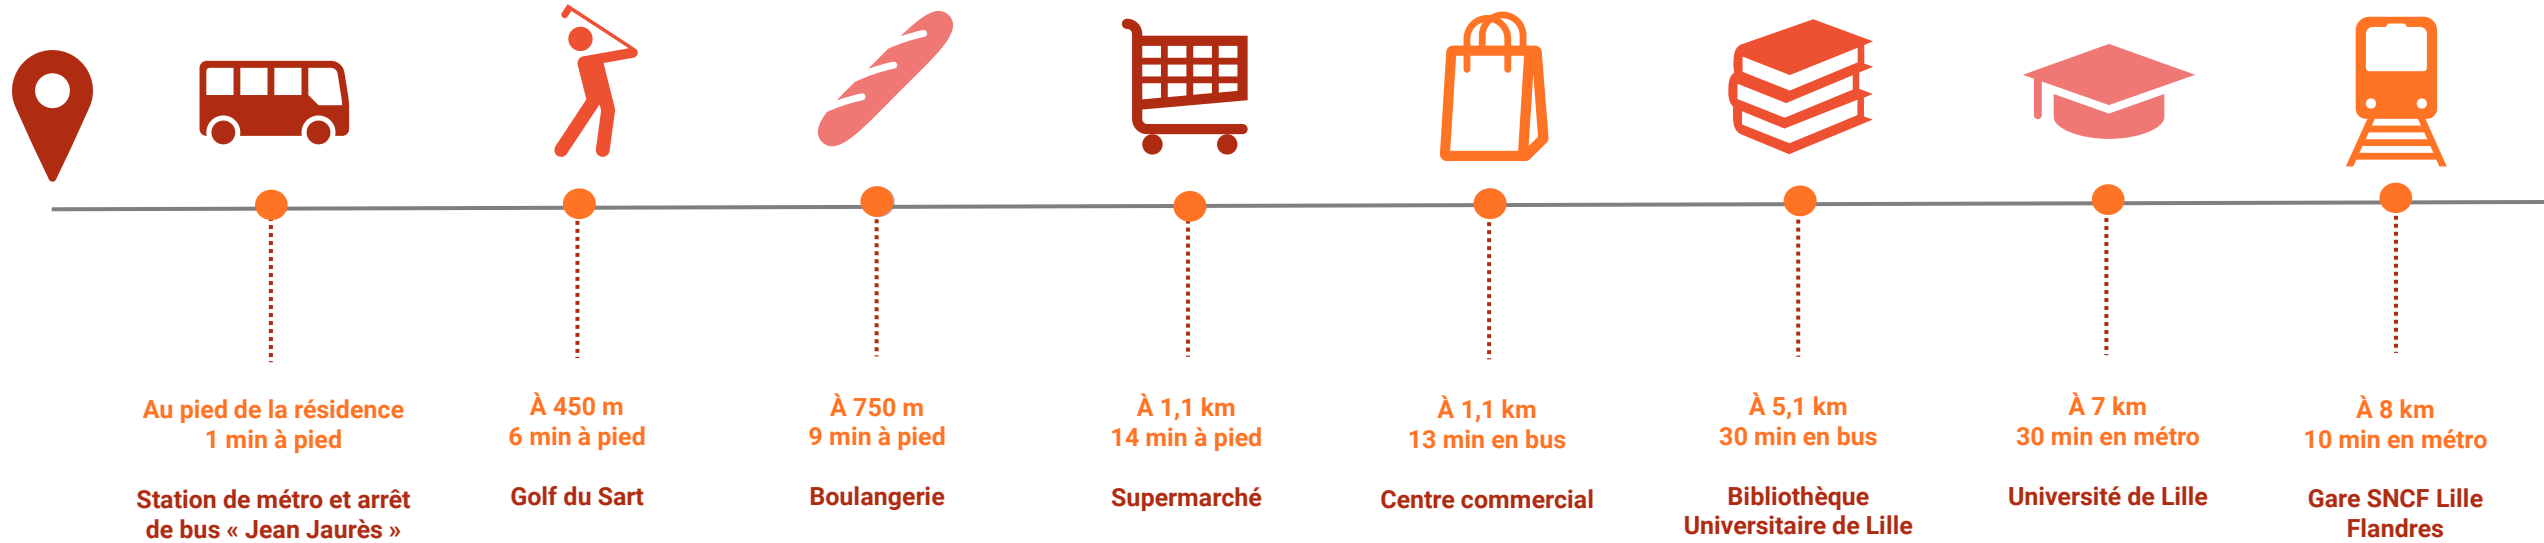 Au pied de la résidence
1 min à pied
Station de métro et arrêt
de bus « Jean Jaurès »
À 450 m
6 min à pied
Golf du Sart
À 750 m
9 min à pied
Boulangerie
À 1,1 km
14 min à pied
Supermarché
À 1,1 km
13 min en bus
Centre commercial
À 5,1 km
30 min en bus
Bibliothèque
Universitaire de Lille
À 7 km
30 min en métro
Université de Lille
À 8 km
10 min en métro
Gare SNCF Lille
Flandres